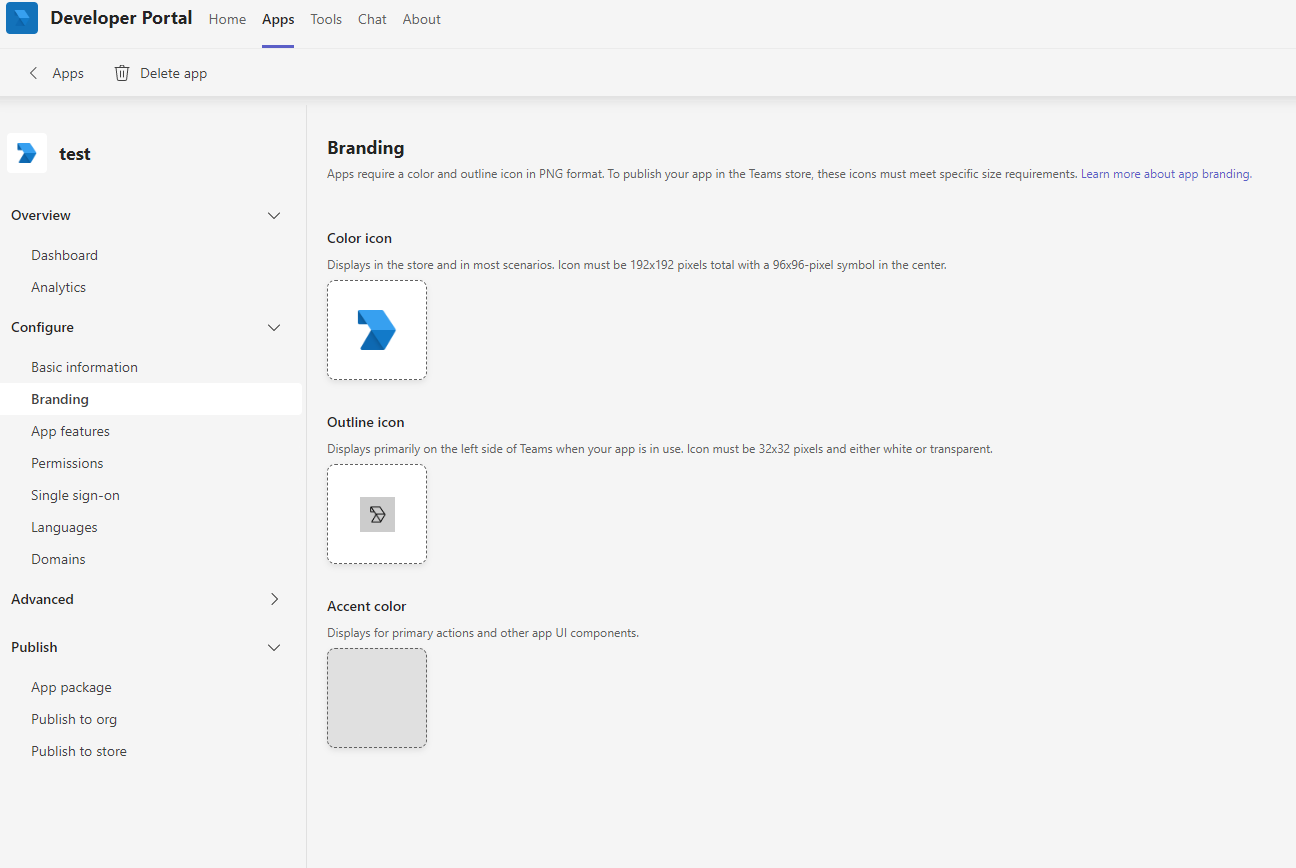 Developer Portal Home Apps Tools Chat About
Apps Delete app
test
Overview
Dashboard
Analytics
Configure
Basic information
Branding
App features
Permissions
Single sign-on
Languages
Domains
Advanced
Publish
App package
Publish to org
Publish to store
Branding
Apps require a color and outline icon in PNG format. To publish your app in the Teams store, these icons must meet specific size requirements. Learn more about app branding.
Color icon
Displays in the store and in most scenarios. Icon must be 192x192 pixels total with a 96x96-pixel symbol in the center.
Outline icon
Displays primarily on the left side of Teams when your app is in use. Icon must be 32x32 pixels and either white or transparent.
Accent color
Displays for primary actions and other app UI components.